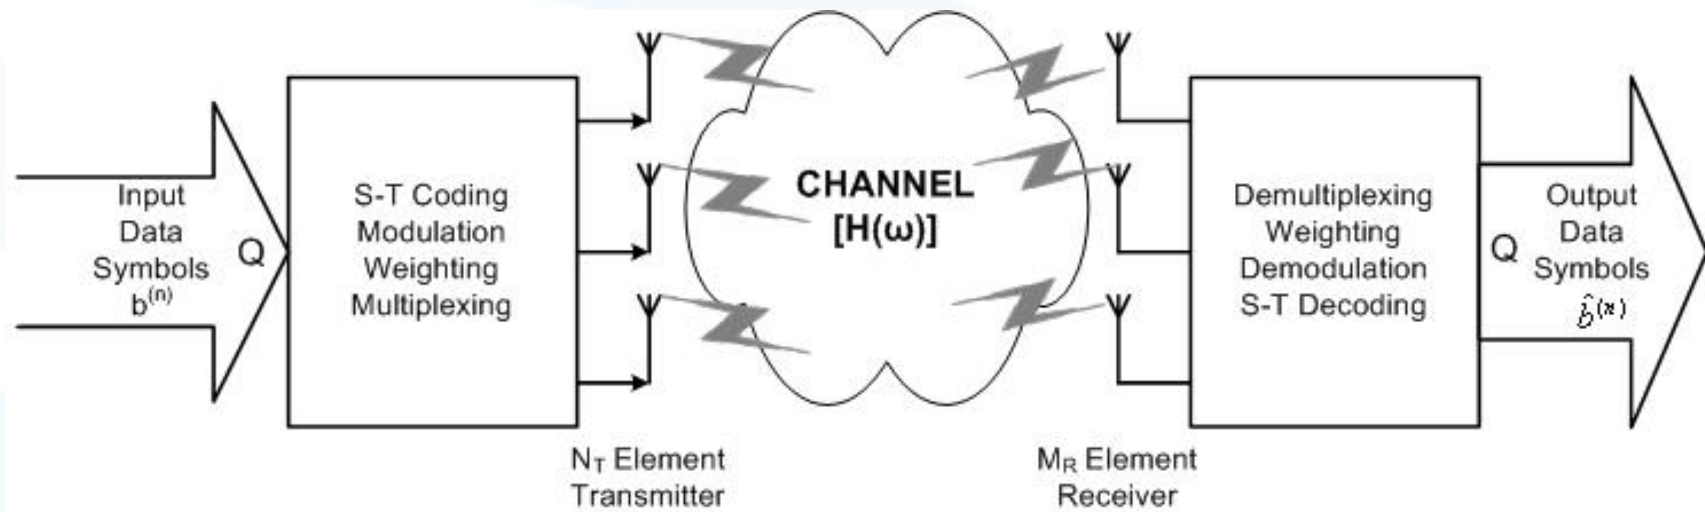 Input
Data
Symbols
b⁽ⁿ⁾
Q
S-T Coding
Modulation
Weighting
Multiplexing
N_T Element
Transmitter
CHANNEL
[H(ω)]
M_R Element
Receiver
Demultiplexing
Weighting
Demodulation
S-T Decoding
Q
Output
Data
Symbols
b̂⁽ⁿ⁾